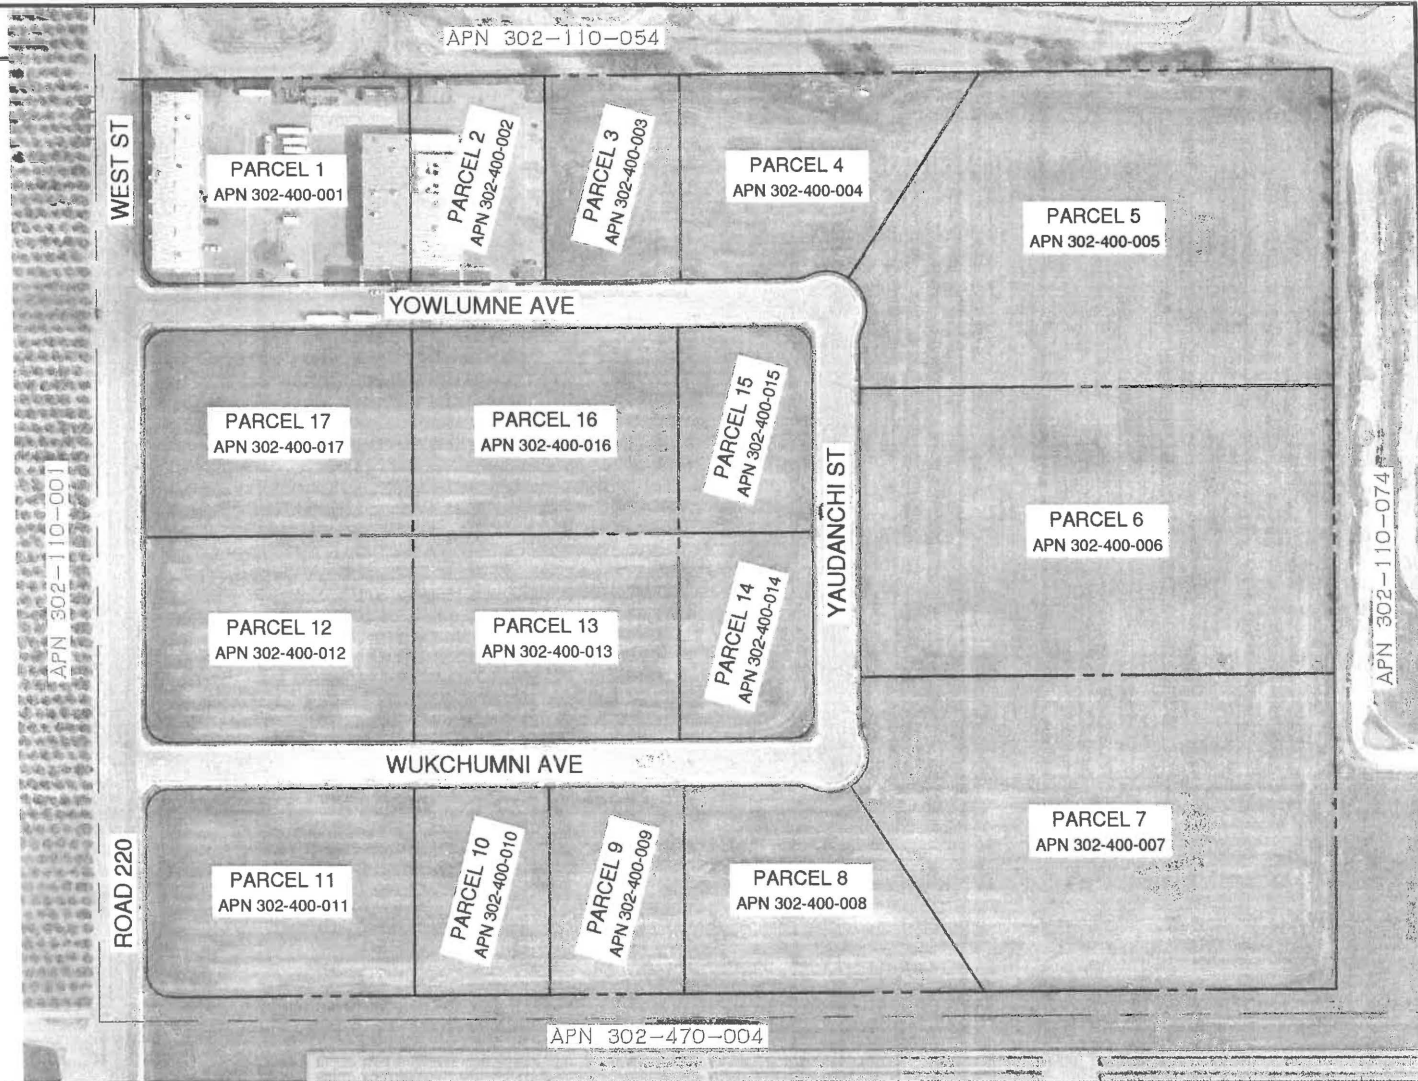 APN 302-110-054
WEST ST
PARCEL 1
APN 302-400-001
PARCEL 2
APN 302-400-002
PARCEL 3
APN 302-400-003
PARCEL 4
APN 302-400-004
PARCEL 5
APN 302-400-005
YOWLUMNE AVE
PARCEL 17
APN 302-400-017
PARCEL 16
APN 302-400-016
PARCEL 15
APN 302-400-015
YAUDANCHI ST
PARCEL 6
APN 302-400-006
APN 302-110-001
APN 302-110-074
PARCEL 12
APN 302-400-012
PARCEL 13
APN 302-400-013
PARCEL 14
APN 302-400-014
WUKCHUMNI AVE
PARCEL 7
APN 302-400-007
ROAD 220
PARCEL 11
APN 302-400-011
PARCEL 10
APN 302-400-010
PARCEL 9
APN 302-400-009
PARCEL 8
APN 302-400-008
APN 302-470-004